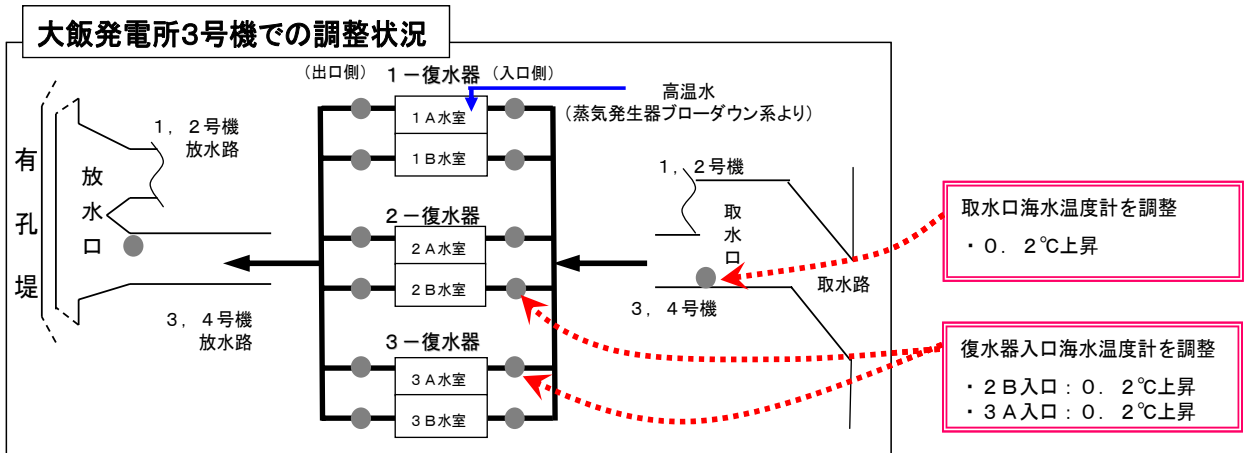 大飯発電所3号機での調整状況
(出口側)
1-復水器
(入口側)
高温水
(蒸気発生器ブローダウン系より)
1A水室
1B水室
2-復水器
2A水室
2B水室
3-復水器
3A水室
3B水室
有孔堤
放水口
1,2号機
放水路
3,4号機
放水路
1,2号機
取水口
3,4号機
取水路
取水口海水温度計を調整
・0.2℃上昇
復水器入口海水温度計を調整
・2B入口:0.2℃上昇
・3A入口:0.2℃上昇